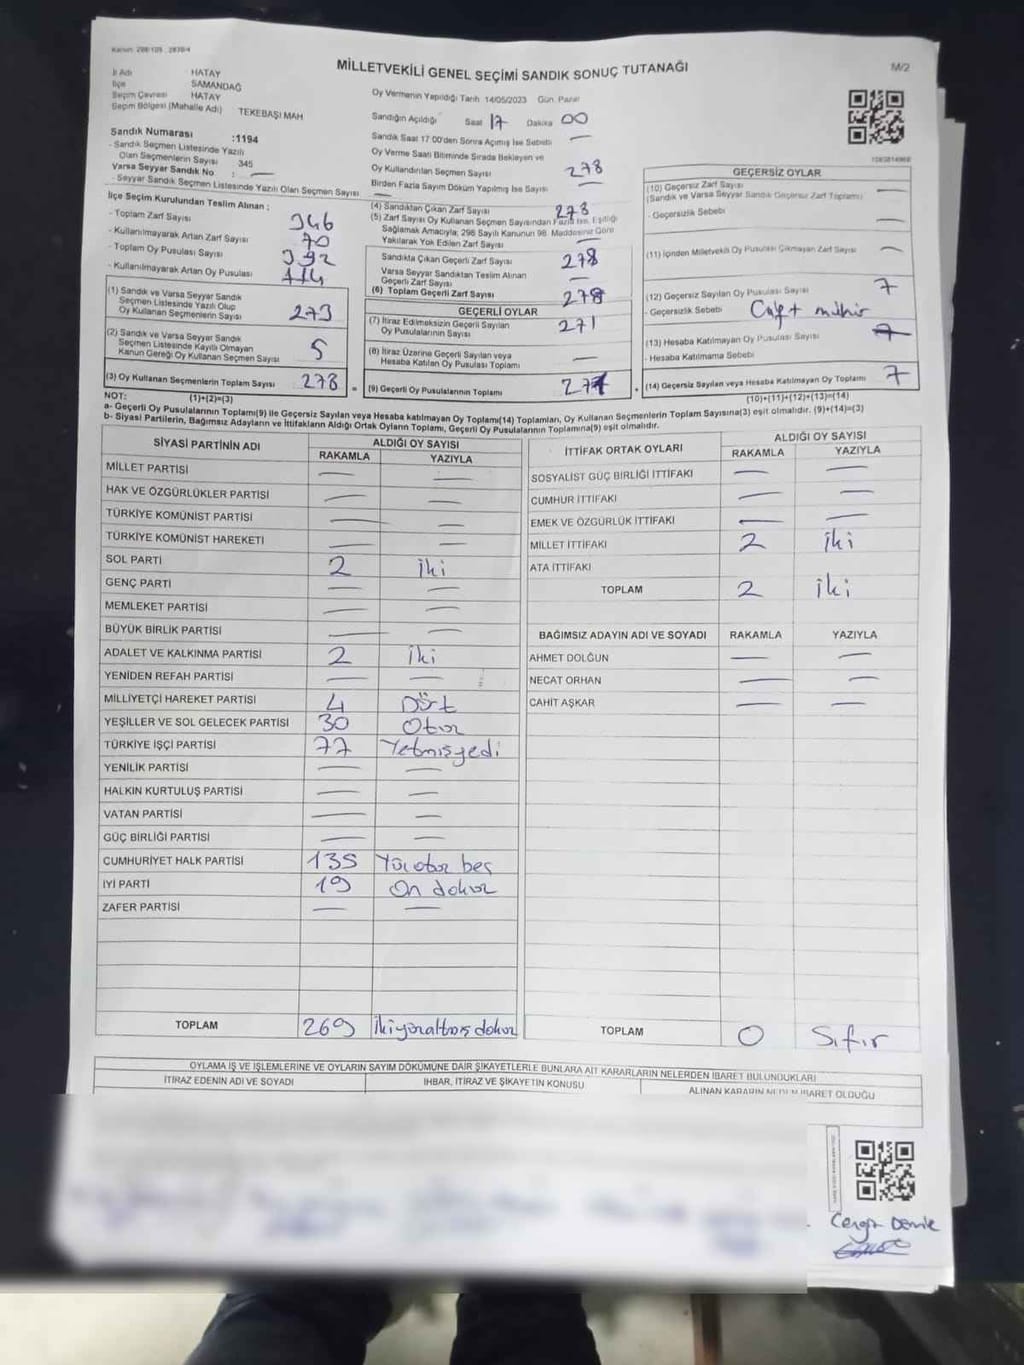 Kanun: 298/105 , 2839/4
MİLLETVEKİLİ GENEL SEÇİMİ SANDIK SONUÇ TUTANAĞI
M/2
İl Adı : HATAY
İlçe : SAMANDAĞ
Seçim Çevresi : HATAY
Seçim Bölgesi (Mahalle Adı) : TEKEBAŞI MAH
Oy Vermenin Yapıldığı Tarih 14/05/2023 Gün Pazar
Sandığın Açıldığı Saat 17 Dakika 00
Sandık Saat 17 00'den Sonra Açılmış İse Sebebi —
Oy Verme Saati Bitiminde Sırada Bekleyen ve
Oy Kullandırılan Seçmen Sayısı 278
Birden Fazla Sayım Döküm Yapılmış İse Sayısı —
Sandık Numarası :1194
- Sandık Seçmen Listesinde Yazılı
Olan Seçmenlerin Sayısı : 345
Varsa Seyyar Sandık No : —
- Seyyar Sandık Seçmen Listesinde Yazılı Olan Seçmen Sayısı —
İlçe Seçim Kurulundan Teslim Alınan :
- Toplam Zarf Sayısı 346
- Kullanılmayarak Artan Zarf Sayısı 70
- Toplam Oy Pusulası Sayısı 392
- Kullanılmayarak Artan Oy Pusulası 114
(1) Sandık ve Varsa Seyyar Sandık
Seçmen Listesinde Yazılı Olup
Oy Kullanan Seçmenlerin Sayısı 273
(2) Sandık ve Varsa Seyyar Sandık
Seçmen Listesinde Kayıtlı Olmayan
Kanun Gereği Oy Kullanan Seçmen Sayısı 5
(3) Oy Kullanan Seçmenlerin Toplam Sayısı 278 =
(1)+(2)=(3)
(4) Sandıktan Çıkan Zarf Sayısı 278
(5) Zarf Sayısı Oy Kullanan Seçmen Sayısından Fazla İse, Eşitliği
Sağlamak Amacıyla; 298 Sayılı Kanunun 98. Maddesine Göre
Yakılarak Yok Edilen Zarf Sayısı —
Sandıkta Çıkan Geçerli Zarf Sayısı 278
Varsa Seyyar Sandıktan Teslim Alınan
Geçerli Zarf Sayısı —
(6) Toplam Geçerli Zarf Sayısı 278
GEÇERLİ OYLAR
(7) İtiraz Edilmeksizin Geçerli Sayılan
Oy Pusulalarının Sayısı 271
(8) İtiraz Üzerine Geçerli Sayılan veya
Hesaba Katılan Oy Pusulası Toplamı —
(9) Geçerli Oy Pusulalarının Toplamı 271 +
GEÇERSİZ OYLAR
(10) Geçersiz Zarf Sayısı
(Sandık ve Varsa Seyyar Sandık Geçersiz Zarf Toplamı) —
- Geçersizlik Sebebi —
(11) İçinden Milletvekili Oy Pusulası Çıkmayan Zarf Sayısı —
(12) Geçersiz Sayılan Oy Pusulası Sayısı 7
- Geçersizlik Sebebi Çift mühür
(13) Hesaba Katılmayan Oy Pusulası Sayısı
- Hesaba Katılmama Sebebi
(14) Geçersiz Sayılan veya Hesaba Katılmayan Oy Toplamı 7
(10)+(11)+(12)+(13)=(14)
NOT:
a- Geçerli Oy Pusulalarının Toplamı(9) ile Geçersiz Sayılan veya Hesaba katılmayan Oy Toplamı(14) Toplamları, Oy Kullanan Seçmenlerin Toplam Sayısına(3) eşit olmalıdır. (9)+(14)=(3)
b- Siyasi Partilerin, Bağımsız Adayların ve İttifakların Aldığı Ortak Oyların Toplamı, Geçerli Oy Pusulalarının Toplamına(9) eşit olmalıdır.
SİYASİ PARTİNİN ADI ALDIĞI OY SAYISI
RAKAMLA YAZIYLA
MİLLET PARTİSİ — —
HAK VE ÖZGÜRLÜKLER PARTİSİ — —
TÜRKİYE KOMÜNİST PARTİSİ — —
TÜRKİYE KOMÜNİST HAREKETİ — —
SOL PARTİ 2 iki
GENÇ PARTİ — —
MEMLEKET PARTİSİ — —
BÜYÜK BİRLİK PARTİSİ — —
ADALET VE KALKINMA PARTİSİ 2 iki
YENİDEN REFAH PARTİSİ — —
MİLLİYETÇİ HAREKET PARTİSİ 4 Dört
YEŞİLLER VE SOL GELECEK PARTİSİ 30 Otuz
TÜRKİYE İŞÇİ PARTİSİ 77 Yetmişyedi
YENİLİK PARTİSİ — —
HALKIN KURTULUŞ PARTİSİ — —
VATAN PARTİSİ — —
GÜÇ BİRLİĞİ PARTİSİ — —
CUMHURİYET HALK PARTİSİ 135 Yüzotuz beş
İYİ PARTİ 19 On dokuz
ZAFER PARTİSİ — —
TOPLAM 269 ikiyüzaltmış dokuz
İTTİFAK ORTAK OYLARI ALDIĞI OY SAYISI
RAKAMLA YAZIYLA
SOSYALİST GÜÇ BİRLİĞİ İTTİFAKI — —
CUMHUR İTTİFAKI — —
EMEK VE ÖZGÜRLÜK İTTİFAKI — —
MİLLET İTTİFAKI 2 iki
ATA İTTİFAKI
TOPLAM 2 iki
BAĞIMSIZ ADAYIN ADI VE SOYADI RAKAMLA YAZIYLA
AHMET DOLĞUN — —
NECAT ORHAN — —
CAHİT AŞKAR — —
TOPLAM 0 Sıfır
OYLAMA İŞ VE İŞLEMLERİNE VE OYLARIN SAYIM DÖKÜMÜNE DAİR ŞİKAYETLERLE BUNLARA AİT KARARLARIN NELERDEN İBARET BULUNDUKLARI
İTİRAZ EDENİN ADI VE SOYADI İHBAR, İTİRAZ VE ŞİKAYETİN KONUSU ALINAN KARARIN NEDEN İBARET OLDUĞU